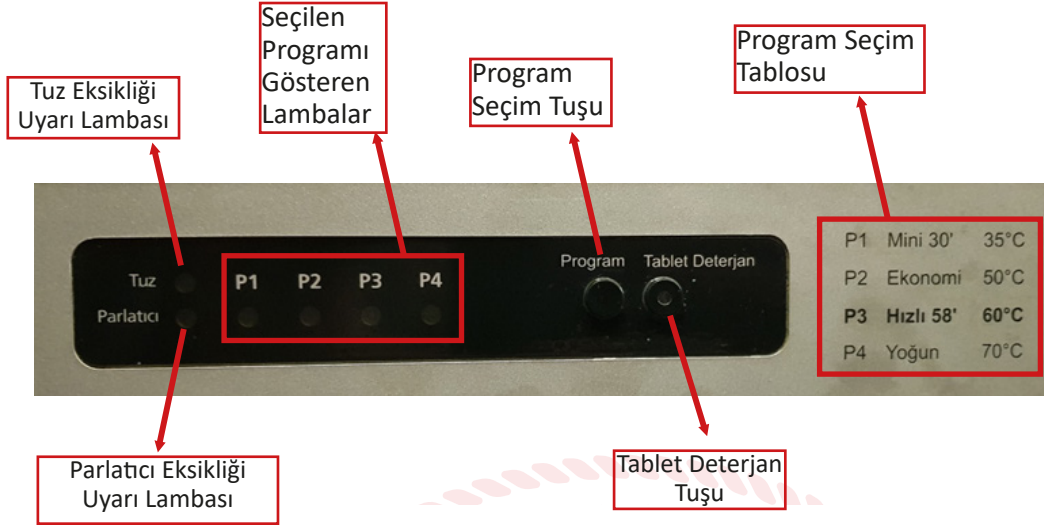 Seçilen
Programı
Gösteren
Lambalar
Program Seçim
Tablosu
Program
Seçim Tuşu
Tuz Eksikliği
Uyarı Lambası
P1 Mini 30' 35°C
P2 Ekonomi 50°C
P3 Hızlı 58' 60°C
P4 Yoğun 70°C
Program Tablet Deterjan
Tuz P1 P2 P3 P4
Parlatıcı
Parlatıcı Eksikliği
Uyarı Lambası
Tablet Deterjan
Tuşu